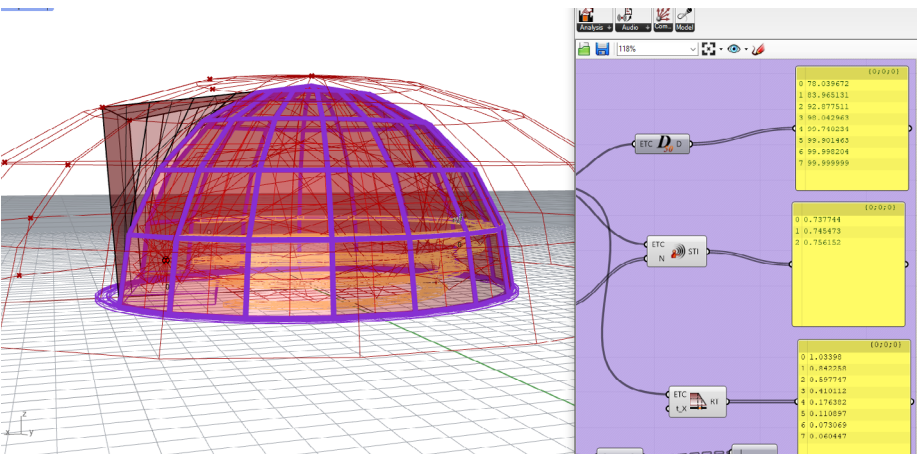 Analysis +
Audio +
Com...
Model
118%
{0;0;0}
0 78.039672
1 83.965131
2 92.877511
3 98.042963
4 99.740234
5 99.901463
6 99.998204
7 99.999999
ETC D
{0;0;0}
0 0.737744
1 0.745473
2 0.756152
ETC
N
STI
{0;0;0}
0 1.03398
1 0.842258
2 0.597747
3 0.410112
4 0.176382
5 0.110897
6 0.073069
7 0.060447
ETC
t_X
z
x
y